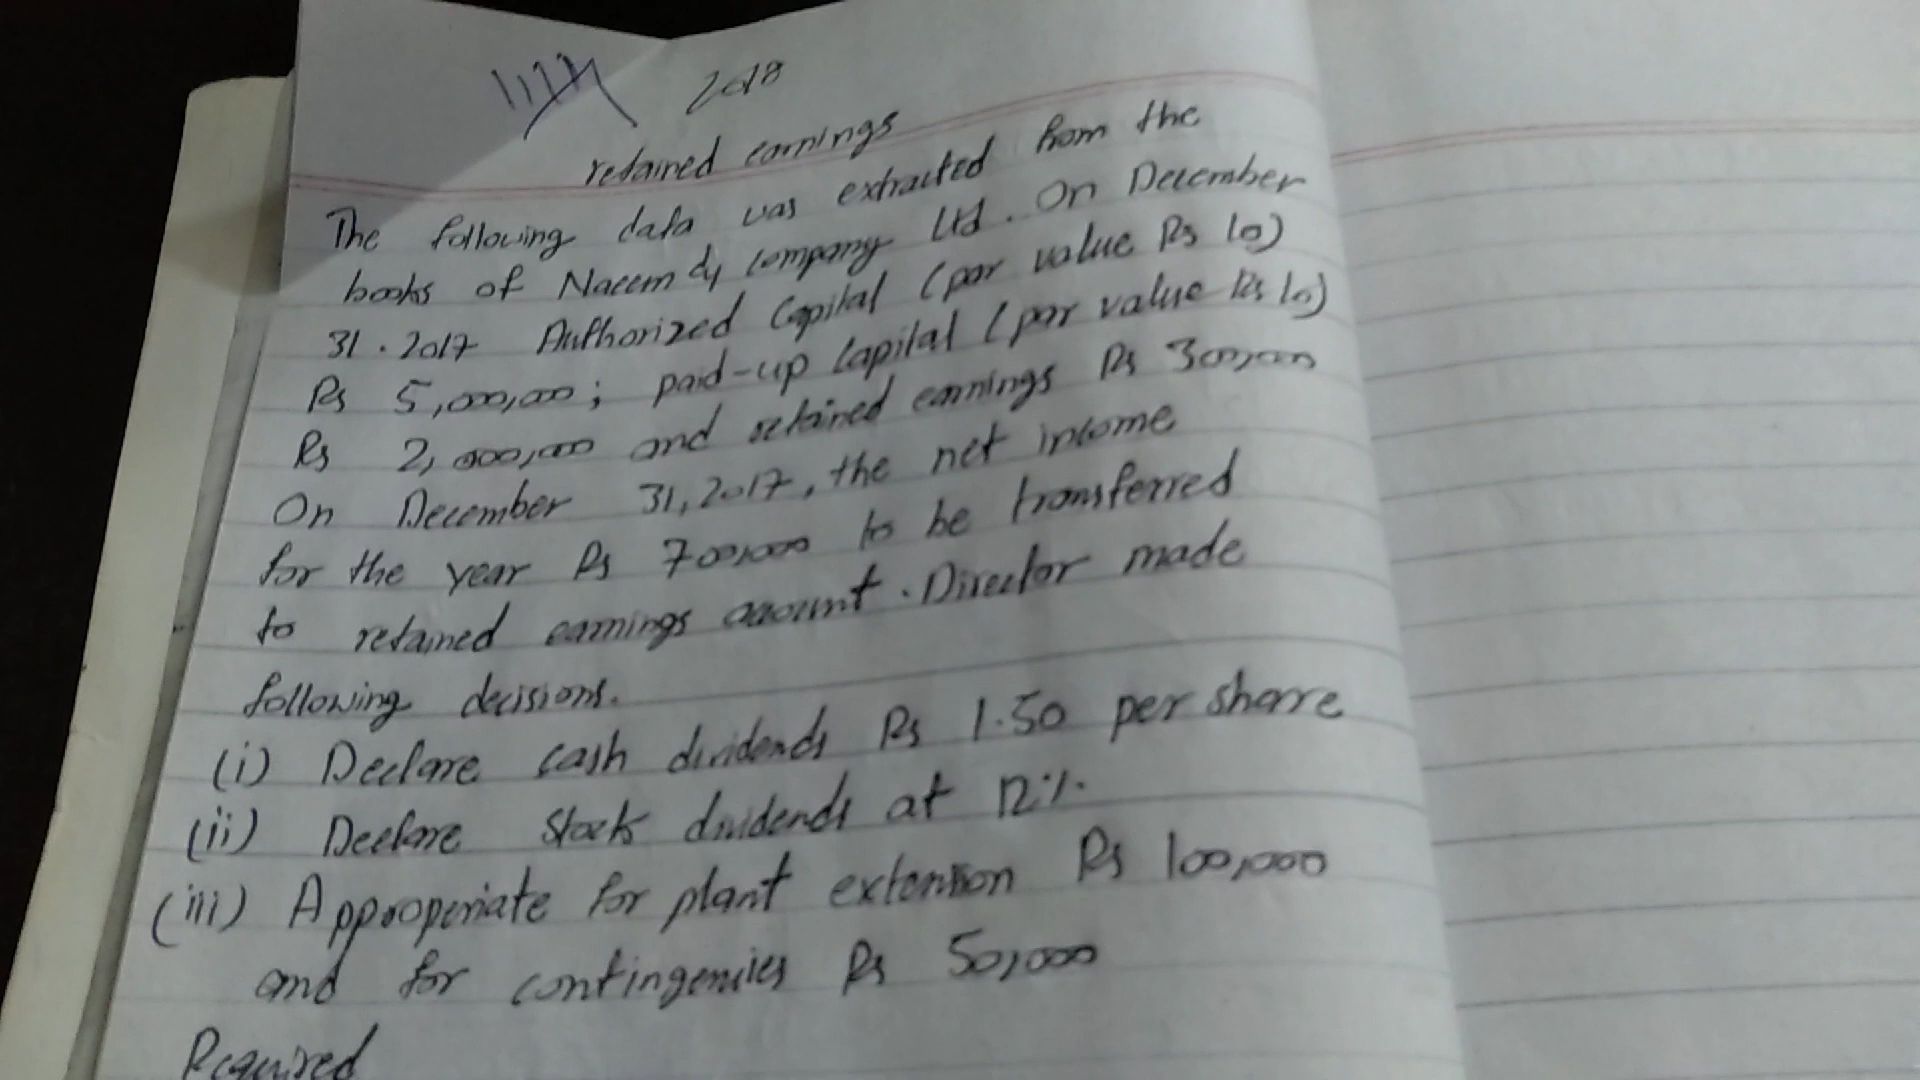 2018
retained earnings
The following data was extracted from the
books of Naeem dy company Ltd. On December
31.2017 Authorized Capital (par value Rs 10)
Rs 5,000,000; paid-up Capital (par value Rs 10)
Rs 2,000,000 and retained earnings Rs 300,000
On December 31, 2017, the net income
for the year Rs 700,000 to be transferred
to retained earnings account. Director made
following decisions.
(i) Declare cash dividends Rs 1.50 per share
(ii) Declare Stock dividends at 12%.
(iii) Appropriate for plant extention Rs 100,000
and for contingencies Rs 50,000
Required